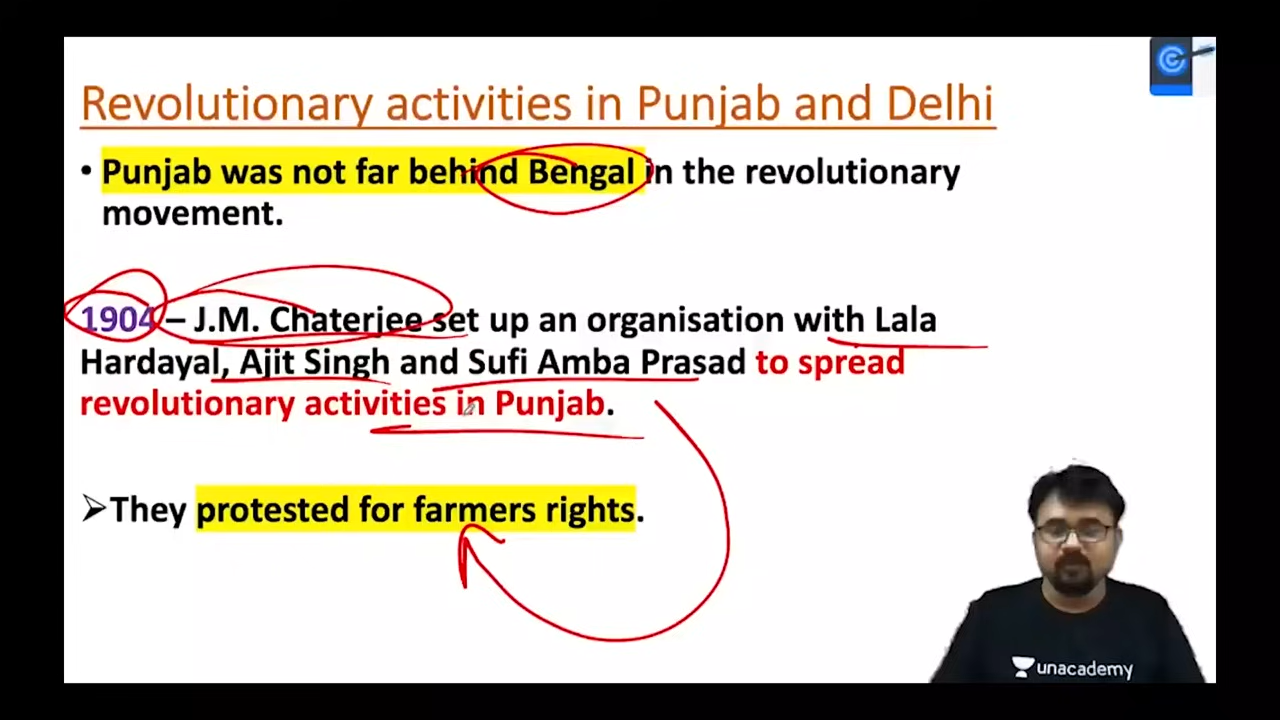 Revolutionary activities in Punjab and Delhi
• Punjab was not far behind Bengal in the revolutionary
movement.
1904 – J.M. Chaterjee set up an organisation with Lala
Hardayal, Ajit Singh and Sufi Amba Prasad to spread
revolutionary activities in Punjab.
➢They protested for farmers rights.
unacademy